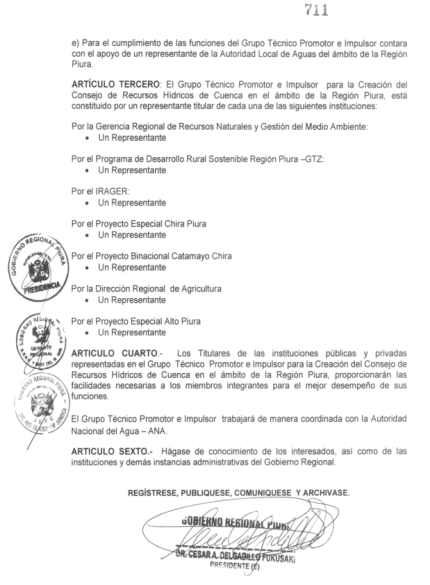 711
e) Para el cumplimiento de las funciones del Grupo Técnico Promotor e Impulsor contara
con el apoyo de un representante de la Autoridad Local de Aguas del ámbito de la Región
Piura.
ARTÍCULO TERCERO: El Grupo Técnico Promotor e Impulsor para la Creación del
Consejo de Recursos Hídricos de Cuenca en el ámbito de la Región Piura, está
constituido por un representante titular de cada una de las siguientes instituciones:
Por la Gerencia Regional de Recursos Naturales y Gestión del Medio Ambiente:
• Un Representante
Por el Programa de Desarrollo Rural Sostenible Región Piura –GTZ:
• Un Representante
Por el IRAGER:
• Un Representante
Por el Proyecto Especial Chira Piura
• Un Representante
Por el Proyecto Binacional Catamayo Chira
• Un Representante
Por la Dirección Regional de Agricultura
• Un Representante
Por el Proyecto Especial Alto Piura
• Un Representante
GOBIERNO REGIONAL PIURA
PRESIDENCIA
GERENTE
REGIONAL
ARTICULO CUARTO.- Los Titulares de las instituciones públicas y privadas
representadas en el Grupo Técnico Promotor e Impulsor para la Creación del Consejo de
Recursos Hídricos de Cuenca en el ámbito de la Región Piura, proporcionarán las
facilidades necesarias a los miembros integrantes para el mejor desempeño de sus
funciones.
El Grupo Técnico Promotor e Impulsor trabajará de manera coordinada con la Autoridad
Nacional del Agua – ANA.
ARTICULO SEXTO.- Hágase de conocimiento de los interesados, así como de las
instituciones y demás instancias administrativas del Gobierno Regional.
REGÍSTRESE, PUBLIQUESE, COMUNIQUESE Y ARCHIVASE.
GOBIERNO REGIONAL PIURA
DR. CESAR A. DELGADILLO FUKUSAKI
PRESIDENTE (E)